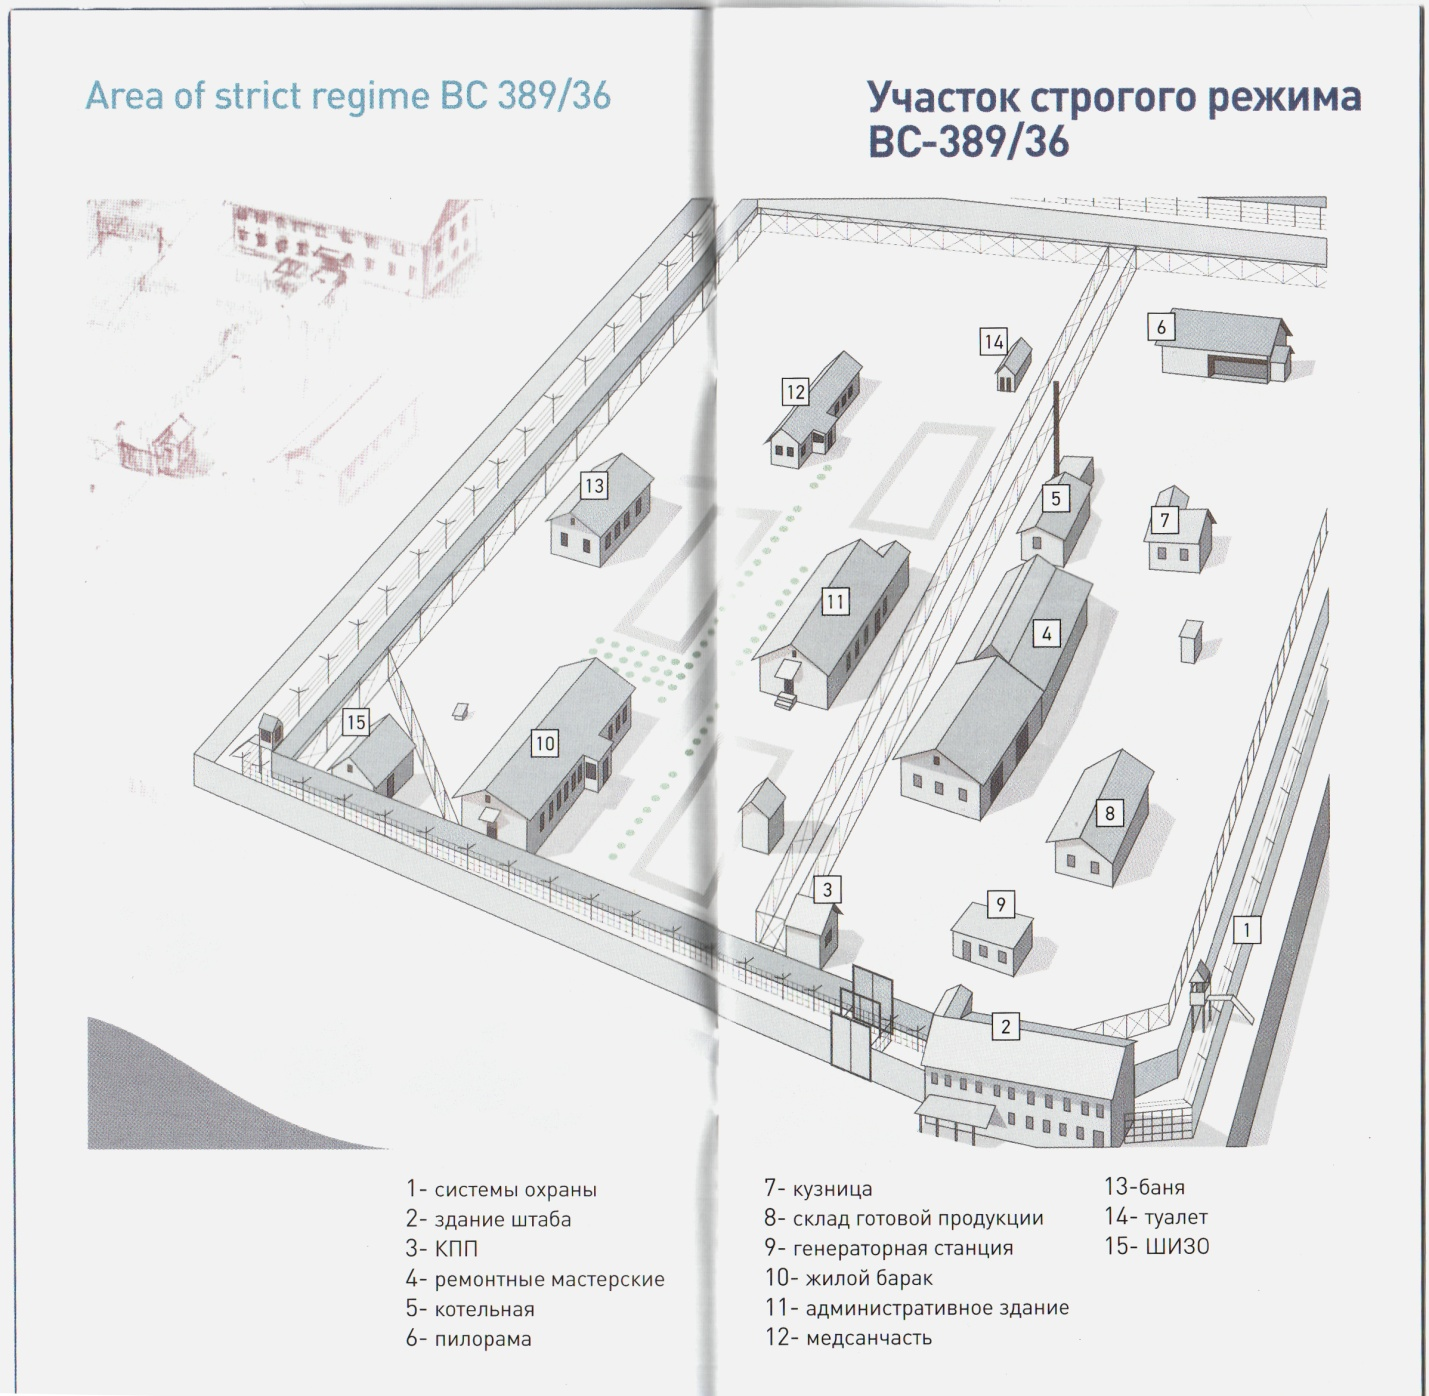 Area of strict regime BC 389/36
Участок строгого режима
ВС-389/36
6
14
12
13
5
7
11
4
15
10
8
3
9
1
2
1- системы охраны
2- здание штаба
3- КПП
4- ремонтные мастерские
5- котельная
6- пилорама
7- кузница
8- склад готовой продукции
9- генераторная станция
10- жилой барак
11- административное здание
12- медсанчасть
13-баня
14- туалет
15- ШИЗО